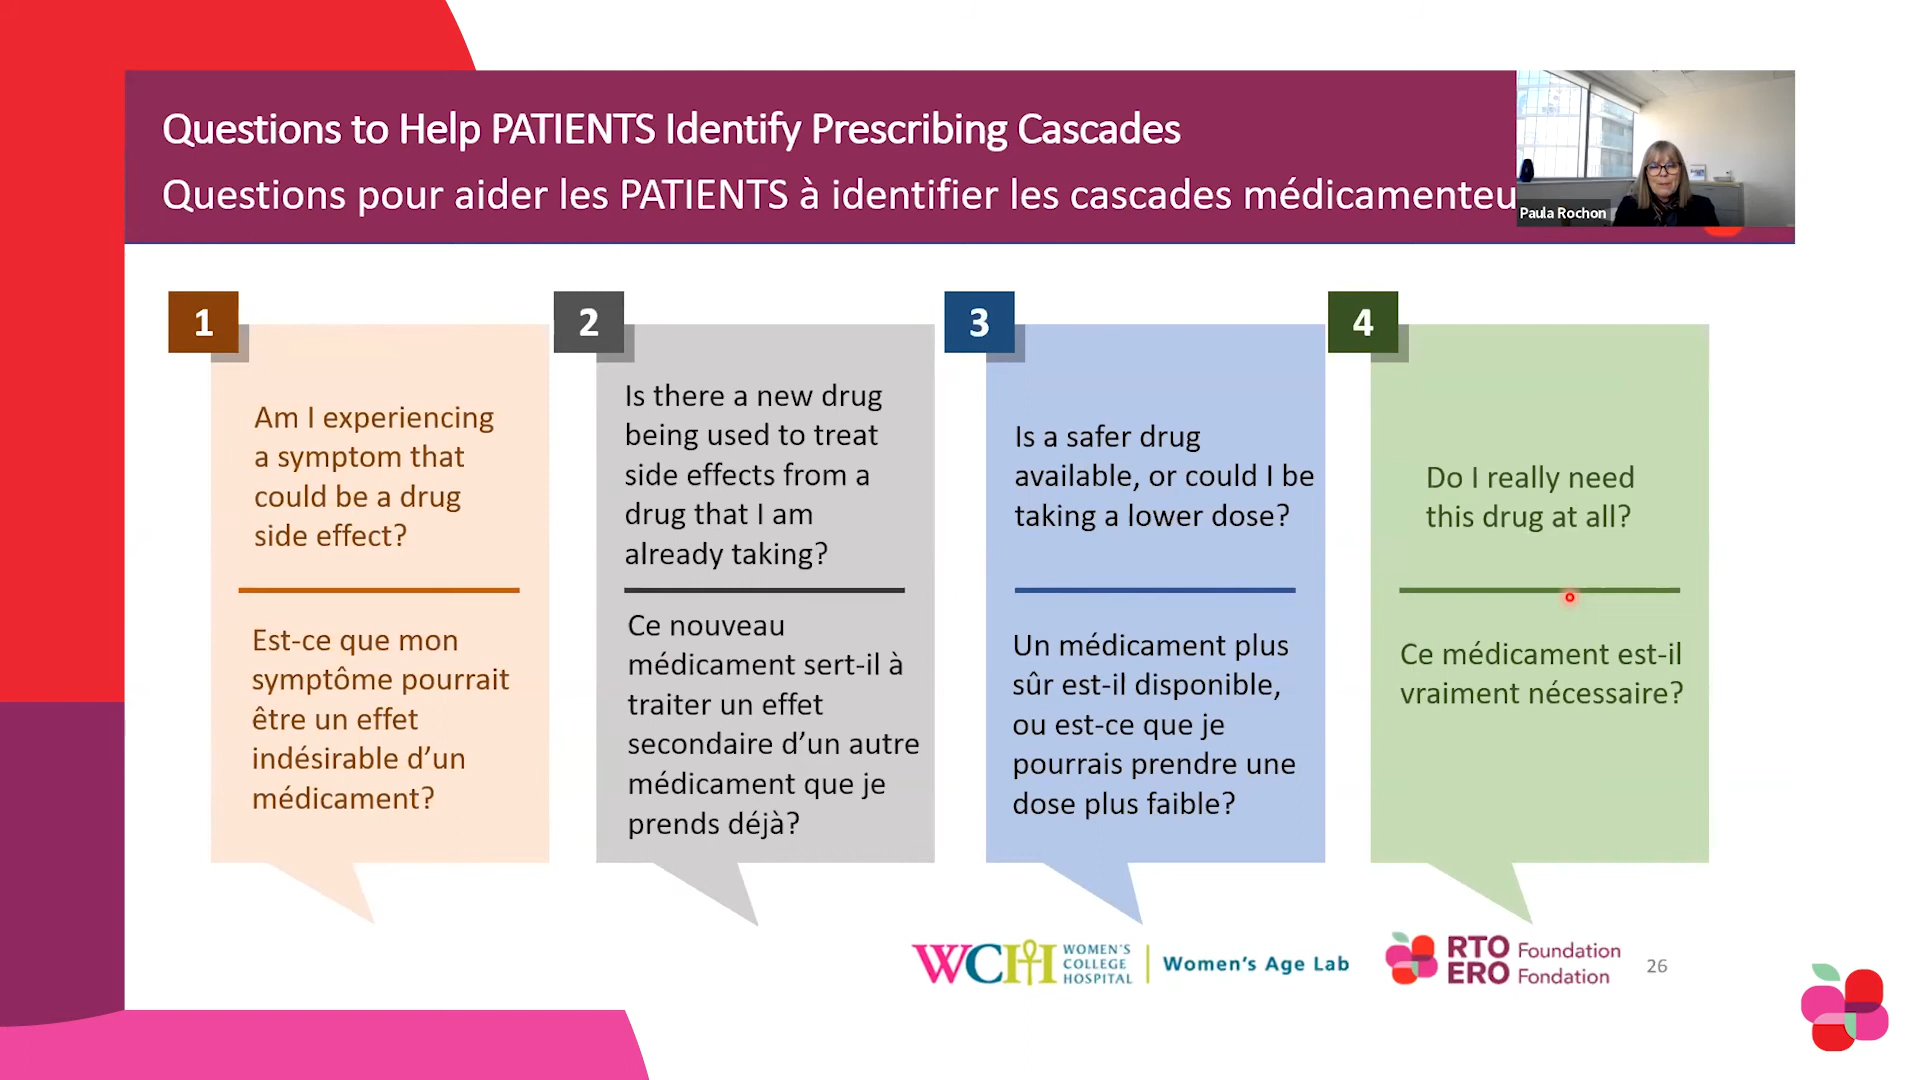 Questions to Help PATIENTS Identify Prescribing Cascades
Questions pour aider les PATIENTS à identifier les cascades
Paula Rochon
1
Am I experiencing
a symptom that
could be a drug
side effect?
Est-ce que mon
symptôme pourrait
être un effet
indésirable d’un
médicament?
2
Is there a new drug
being used to treat
side effects from a
drug that I am
already taking?
Ce nouveau
médicament sert-il à
traiter un effet
secondaire d’un autre
médicament que je
prends déjà?
3
Is a safer drug
available, or could I be
taking a lower dose?
Un médicament plus
sûr est-il disponible,
ou est-ce que je
pourrais prendre une
dose plus faible?
4
Do I really need
this drug at all?
Ce médicament est-il
vraiment nécessaire?
WCH
WOMEN'S
COLLEGE
HOSPITAL
Women's Age Lab
RTO
ERO
Foundation
Fondation
26